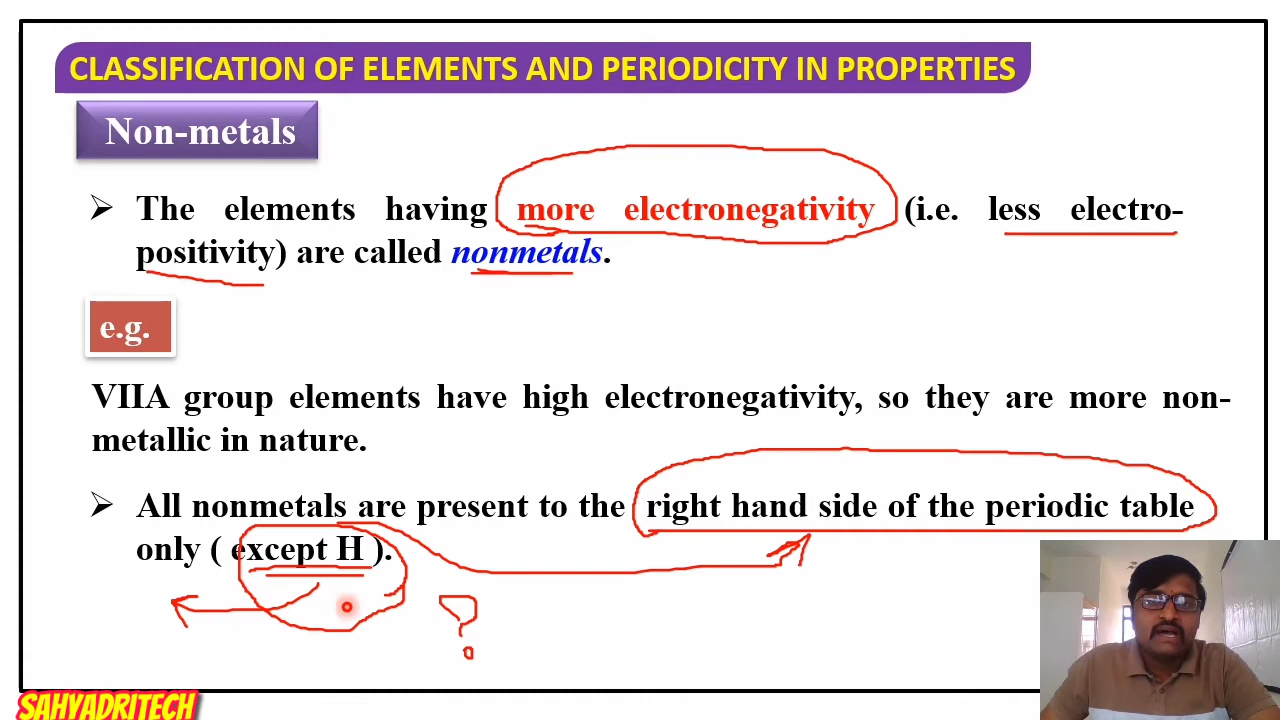 CLASSIFICATION OF ELEMENTS AND PERIODICITY IN PROPERTIES
Non-metals
➢ The elements having more electronegativity (i.e. less electro-
positivity) are called nonmetals.
e.g.
VIIA group elements have high electronegativity, so they are more non-
metallic in nature.
➢ All nonmetals are present to the right hand side of the periodic table
only ( except H ).
?
SAHYADRITECH